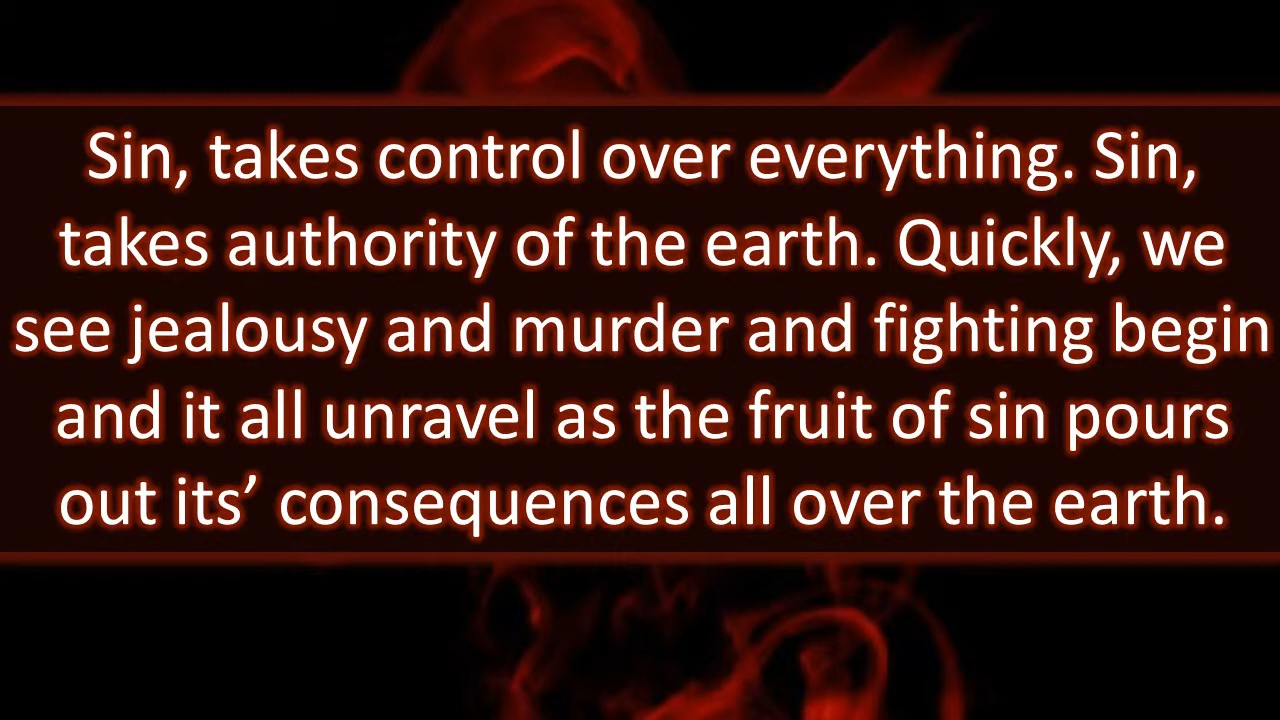 Sin, takes control over everything. Sin,
takes authority of the earth. Quickly, we
see jealousy and murder and fighting begin
and it all unravel as the fruit of sin pours
out its’ consequences all over the earth.